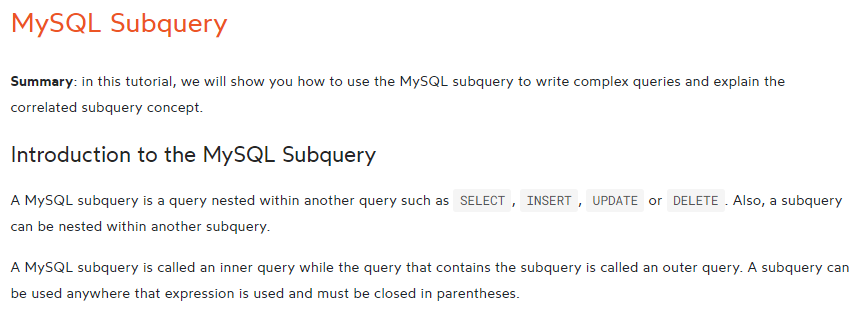 MySQL Subquery
Summary: in this tutorial, we will show you how to use the MySQL subquery to write complex queries and explain the
correlated subquery concept.
Introduction to the MySQL Subquery
A MySQL subquery is a query nested within another query such as SELECT , INSERT , UPDATE or DELETE . Also, a subquery
can be nested within another subquery.
A MySQL subquery is called an inner query while the query that contains the subquery is called an outer query. A subquery can
be used anywhere that expression is used and must be closed in parentheses.